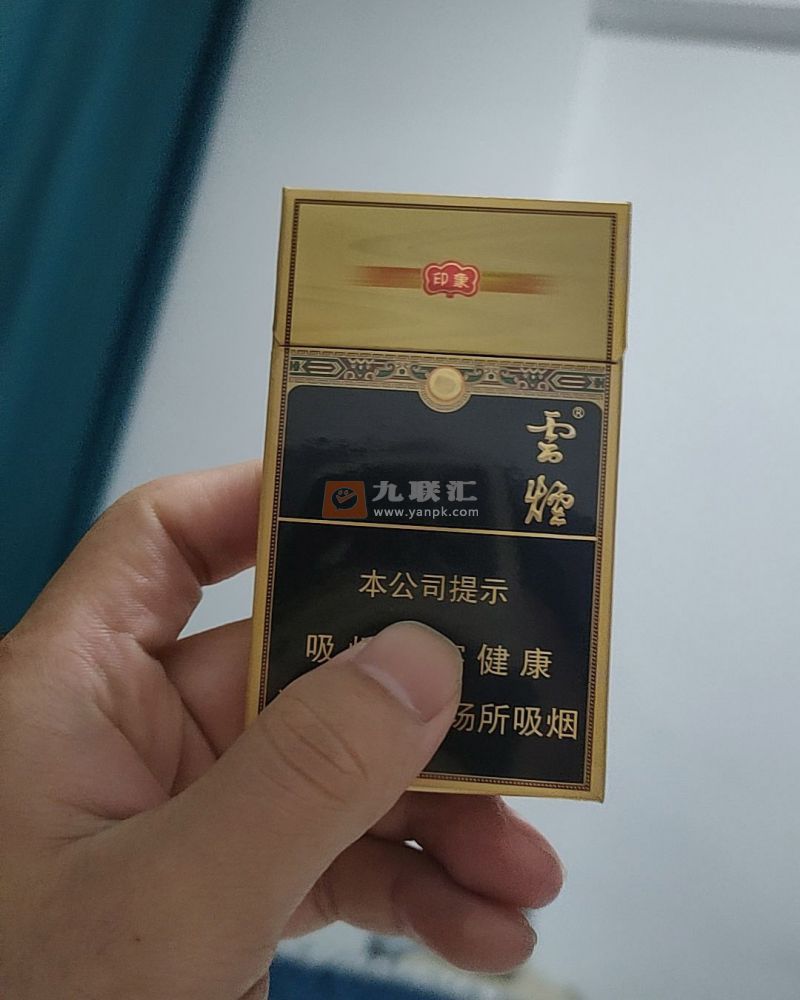 印象
雲煙®
九联汇
www.yanpk.com
本公司提示
吸 健康
场所吸烟